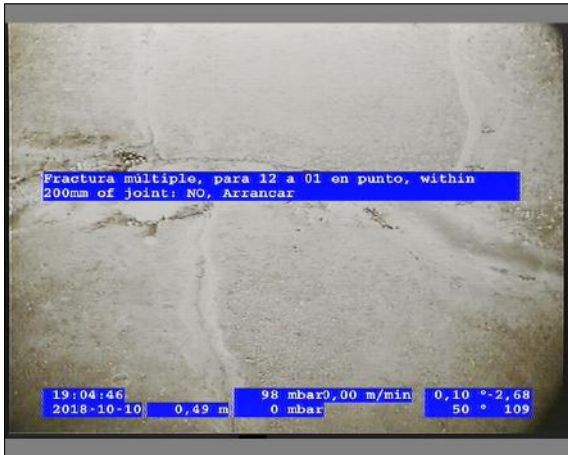 Fractura múltiple, para 12 a 01 en punto, within
200mm of joint: NO, Arrancar
19:04:46 98 mbar0,00 m/min 0,10 °-2,68
2018-10-10 0,49 m 0 mbar 50 ° 109